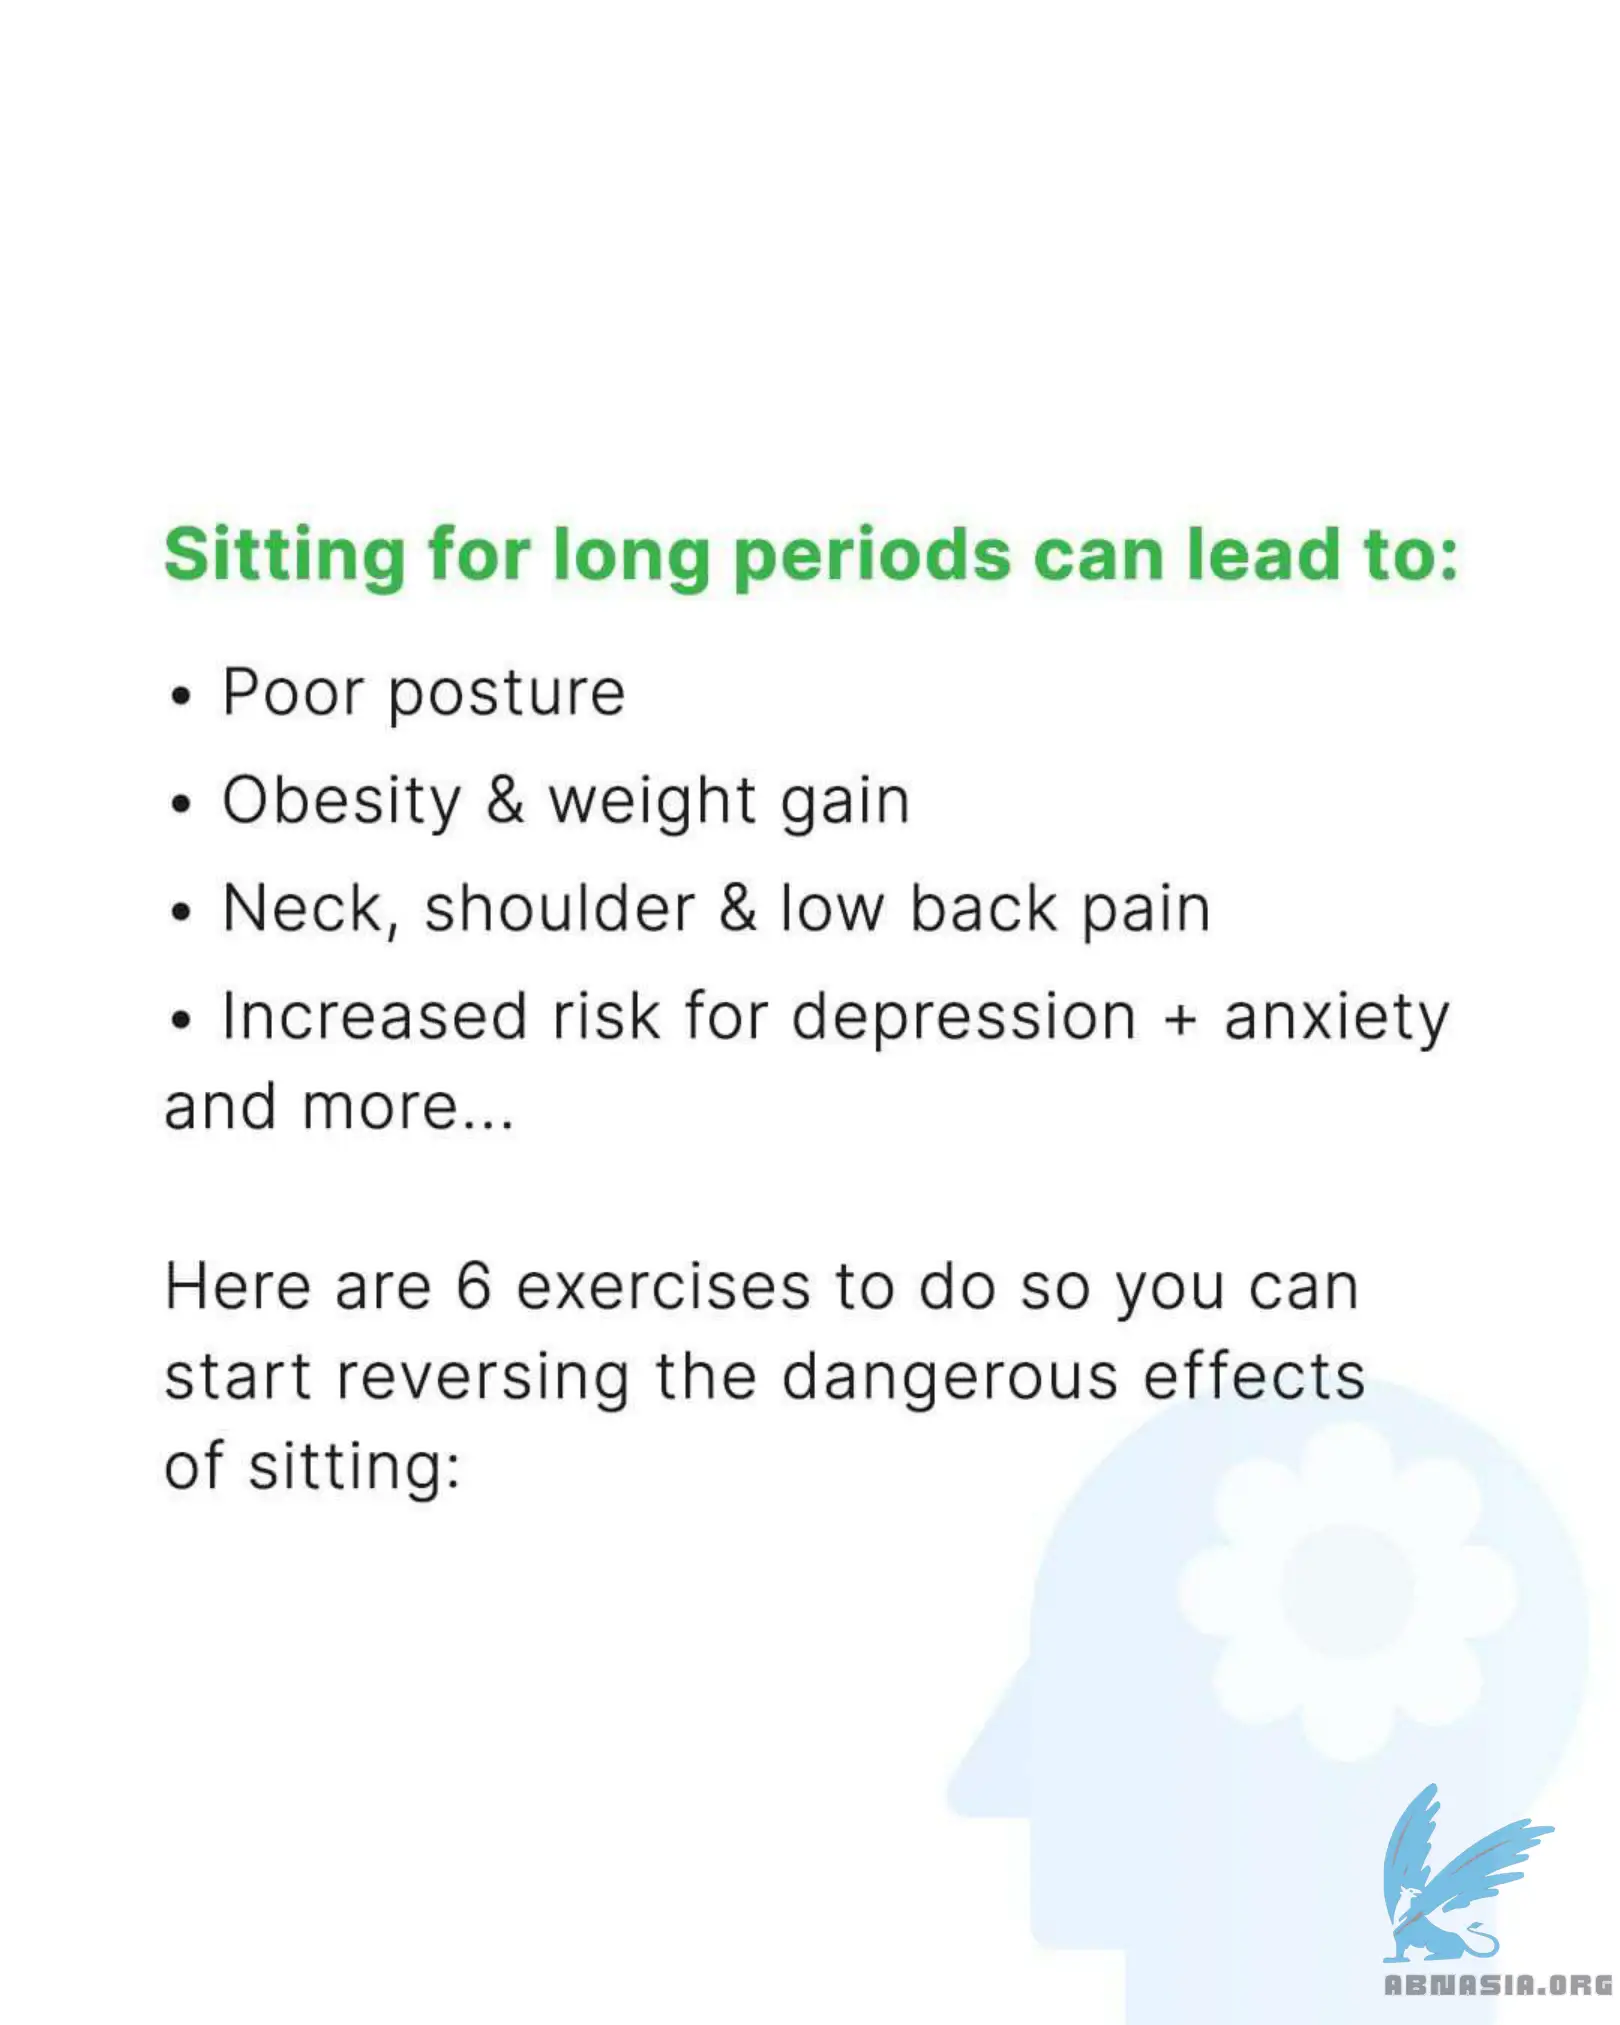 Sitting for long periods can lead to:
• Poor posture
• Obesity & weight gain
• Neck, shoulder & low back pain
• Increased risk for depression + anxiety
and more...
Here are 6 exercises to do so you can
start reversing the dangerous effects
of sitting:
ABNASIA.ORG